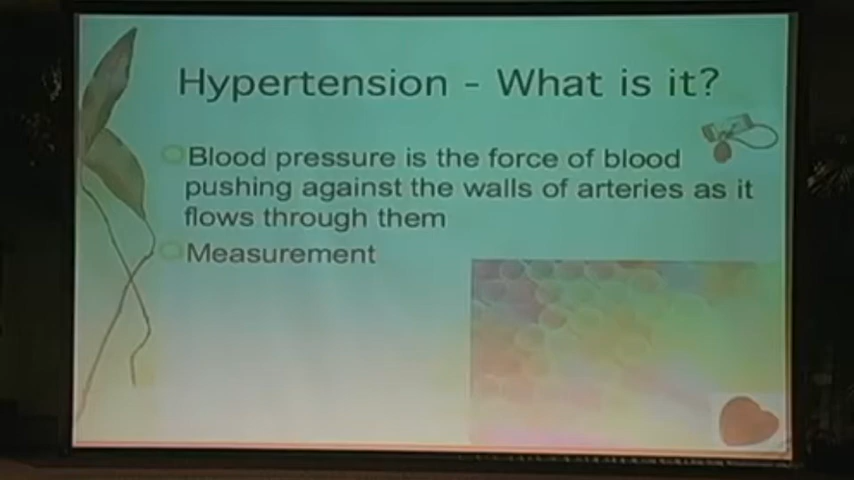 Hypertension - What is it?
Blood pressure is the force of blood
pushing against the walls of arteries as it
flows through them
Measurement